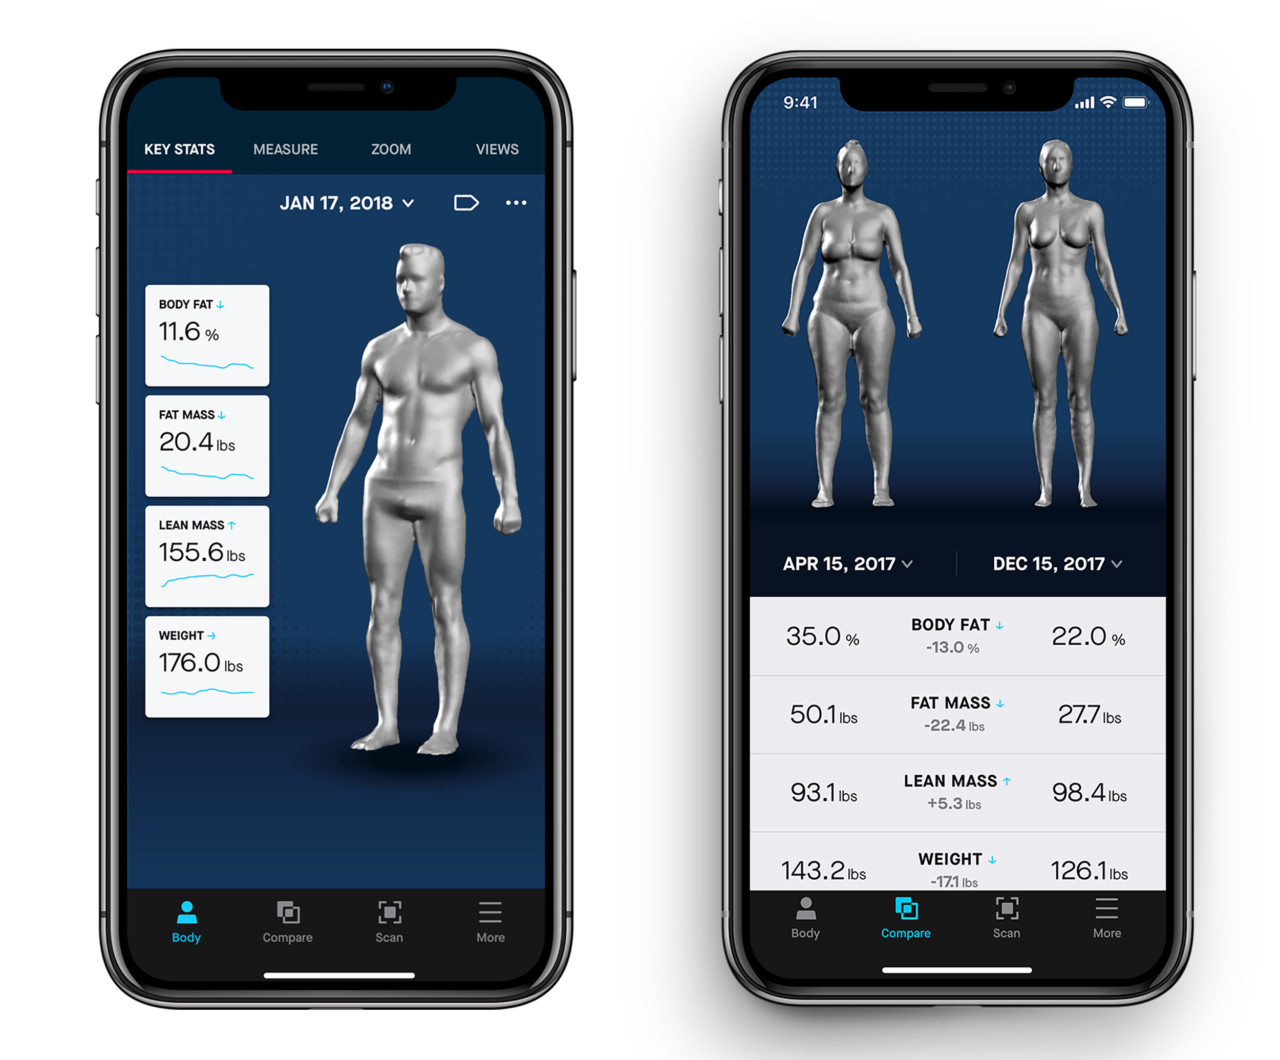 KEY STATS MEASURE ZOOM VIEWS
JAN 17, 2018
BODY FAT ↓
11.6 %
FAT MASS ↓
20.4 lbs
LEAN MASS ↑
155.6 lbs
WEIGHT →
176.0 lbs
Body Compare Scan More
9:41
APR 15, 2017 DEC 15, 2017
35.0 % BODY FAT ↓ 22.0 %
-13.0 %
50.1 lbs FAT MASS ↓ 27.7 lbs
-22.4 lbs
93.1 lbs LEAN MASS ↑ 98.4 lbs
+5.3 lbs
143.2 lbs WEIGHT ↓ 126.1 lbs
-17.1 lbs
Body Compare Scan More